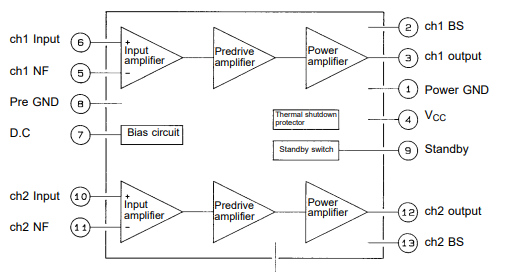 ch1 Input 6
ch1 NF 5
Pre GND 8
D.C 7
+
Input
amplifier
−
Predrive
amplifier
Power
amplifier
2 ch1 BS
3 ch1 output
1 Power GND
Thermal shutdown
protector
4 VCC
Bias circuit
Standby switch
9 Standby
ch2 Input 10
ch2 NF 11
+
Input
amplifier
−
Predrive
amplifier
Power
amplifier
12 ch2 output
13 ch2 BS